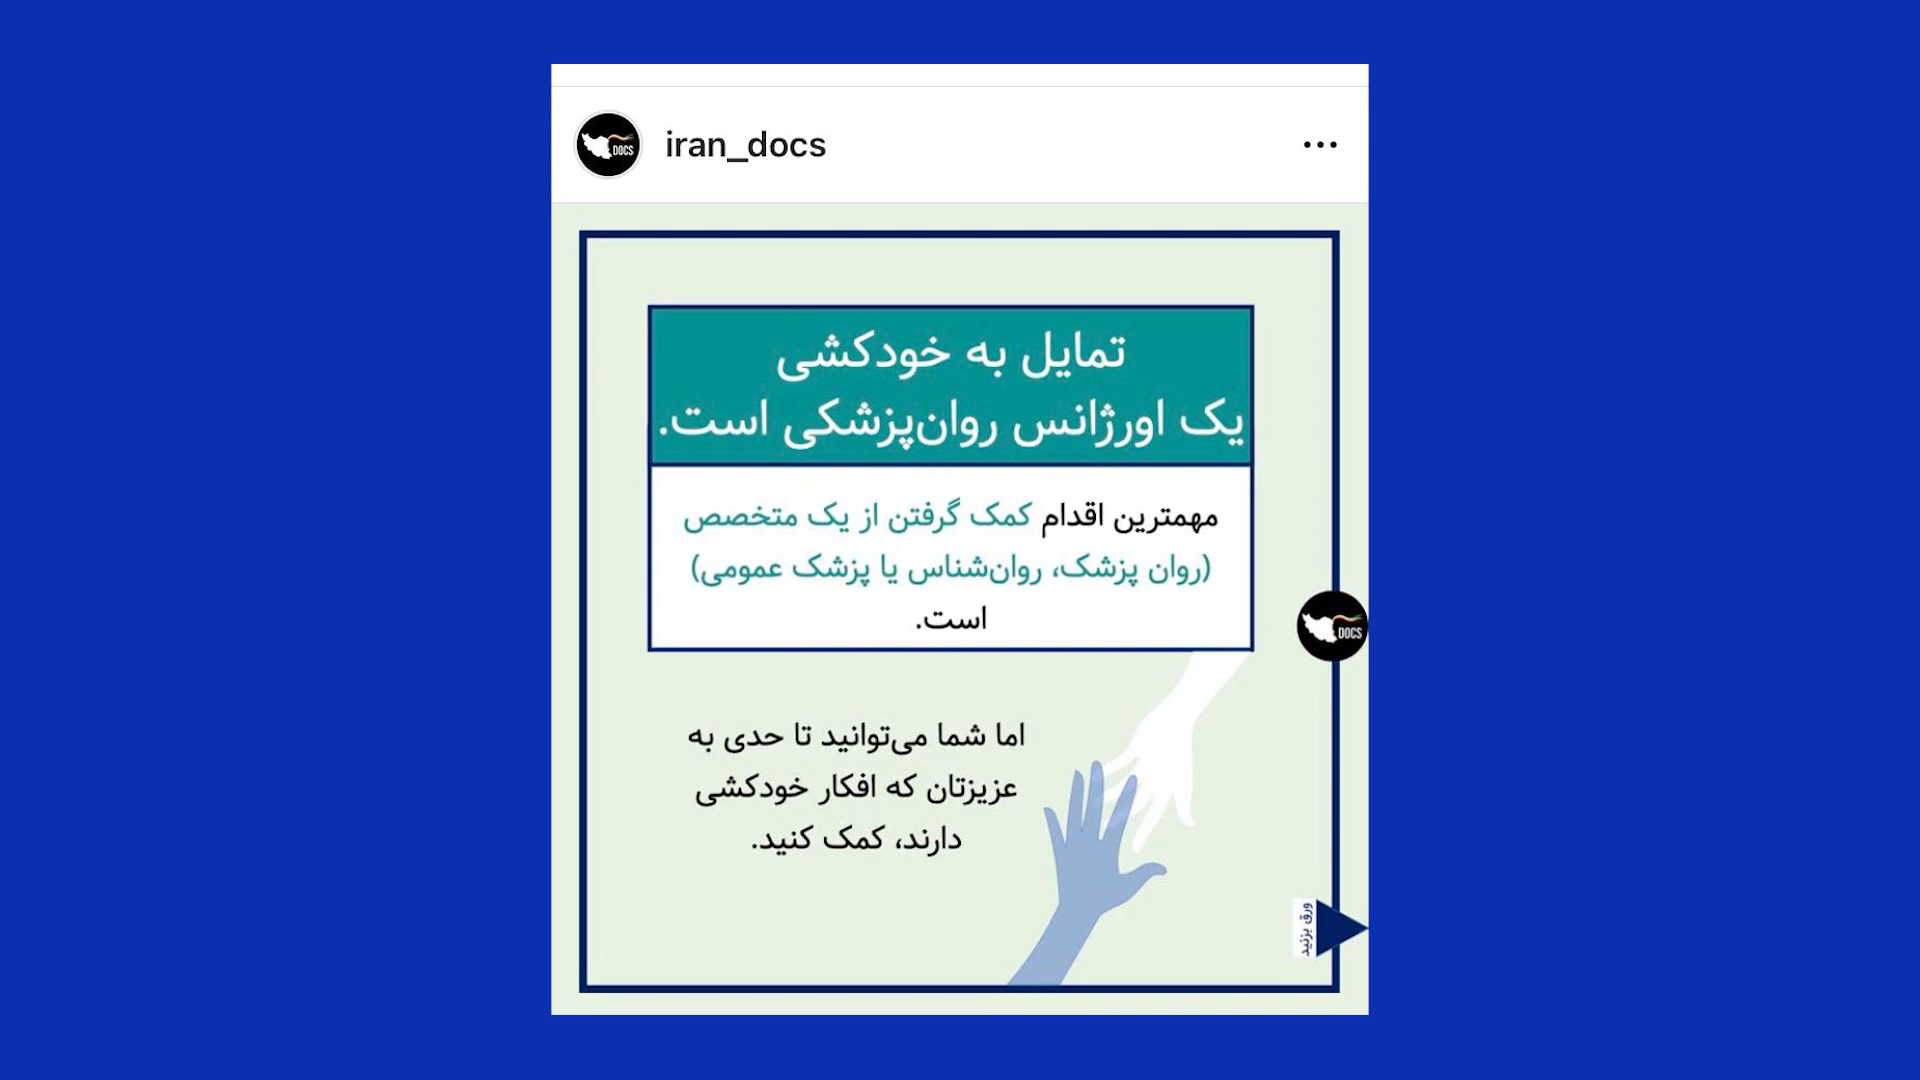 iran_docs
DOCS
تمایل به خودکشی
یک اورژانس روان‌پزشکی است.
مهمترین اقدام کمک گرفتن از یک متخصص
(روان پزشک، روان‌شناس یا پزشک عمومی)
است.
DOCS
اما شما می‌توانید تا حدی به
عزیزتان که افکار خودکشی
دارند، کمک کنید.
ورق بزنید